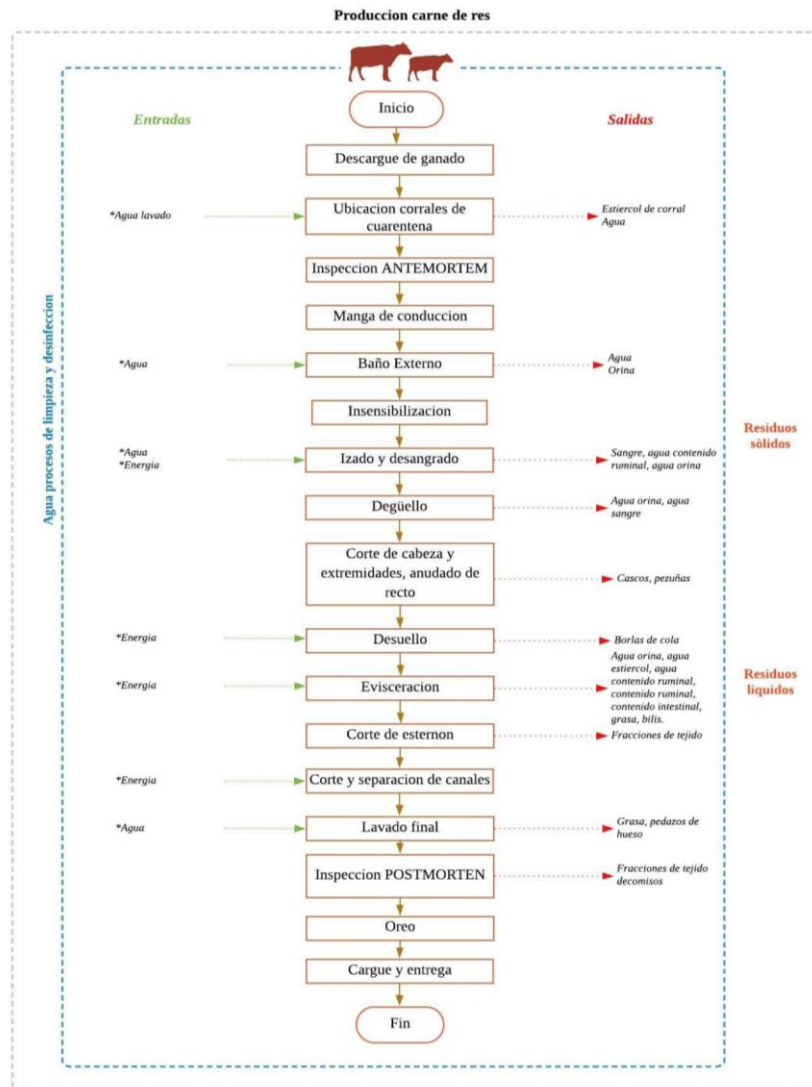 Produccion carne de res
Inicio
Entradas
Salidas
Descargue de ganado
*Agua lavado
Ubicacion corrales de
cuarentena
Estiercol de corral
Agua
Inspeccion ANTEMORTEM
Manga de conduccion
*Agua
Baño Externo
Agua
Orina
Insensibilizacion
*Agua
*Energia
Izado y desangrado
Sangre, agua contenido
ruminal, agua orina
Degüello
Agua orina, agua
sangre
Corte de cabeza y
extremidades, anudado de
recto
Cascos, pezuñas
*Energia
Desuello
Borlas de cola
*Energia
Evisceracion
Agua orina, agua
estiercol, agua
contenido ruminal,
contenido ruminal,
contenido intestinal,
grasa, bilis.
Corte de esternon
Fracciones de tejido
*Energia
Corte y separacion de canales
*Agua
Lavado final
Grasa, pedazos de
hueso
Inspeccion POSTMORTEN
Fracciones de tejido
decomisos
Oreo
Cargue y entrega
Fin
Agua procesos de limpieza y desinfeccion
Residuos
sòlidos
Residuos
liquidos